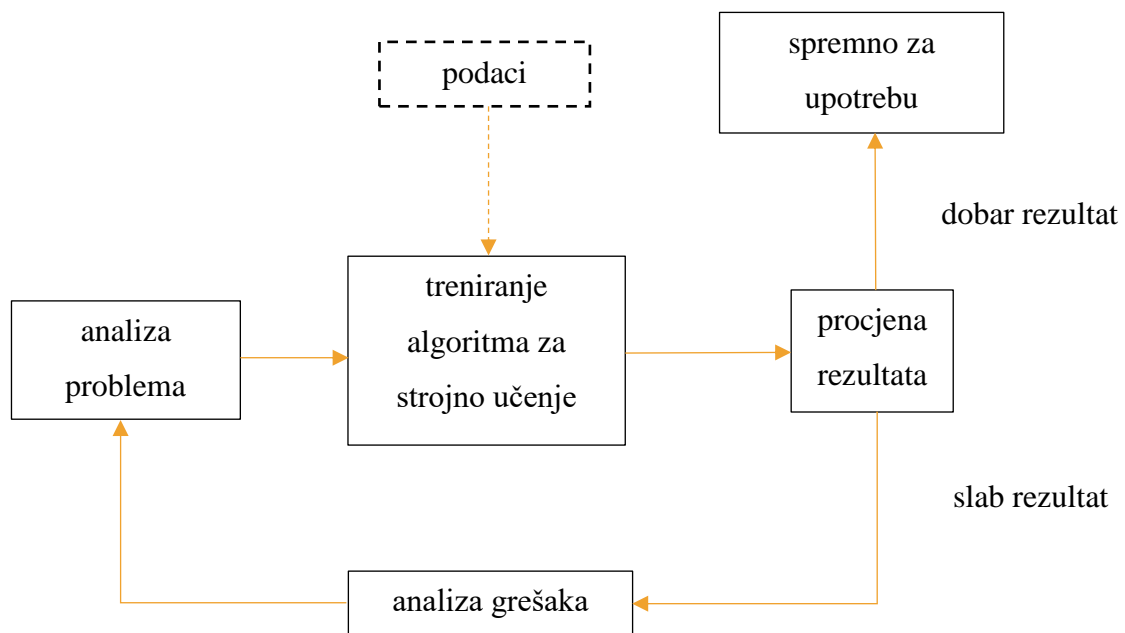 podaci
spremno za
upotrebu
dobar rezultat
analiza
problema
treniranje
algoritma za
strojno učenje
procjena
rezultata
slab rezultat
analiza grešaka